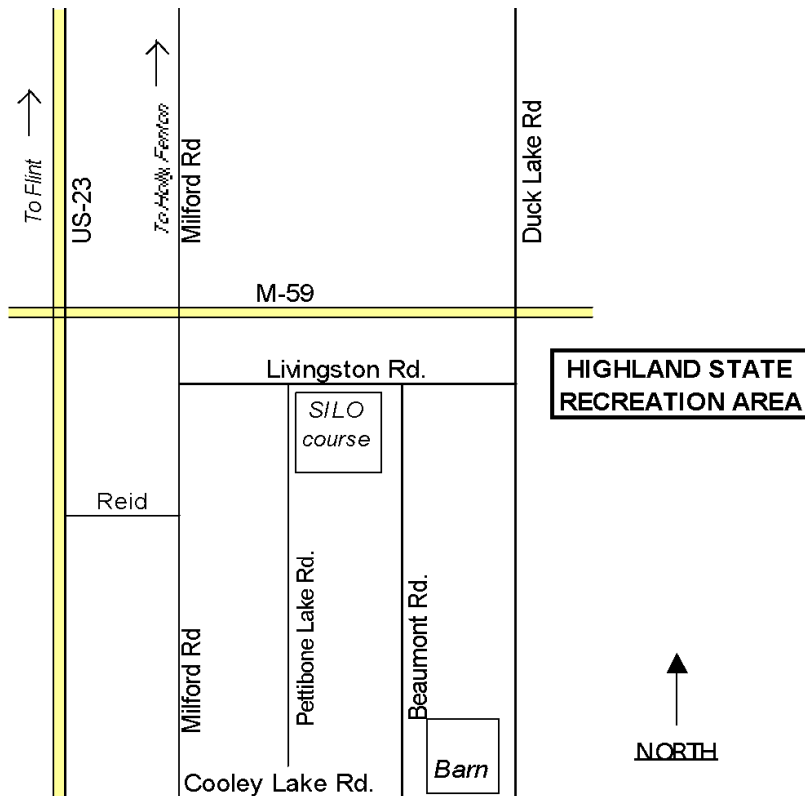 To Flint
US-23
To Holly, Fenton
Milford Rd
Duck Lake Rd
M-59
Livingston Rd.
HIGHLAND STATE
RECREATION AREA
SILO
course
Reid
Milford Rd
Pettibone Lake Rd.
Beaumont Rd.
Barn
Cooley Lake Rd.
NORTH